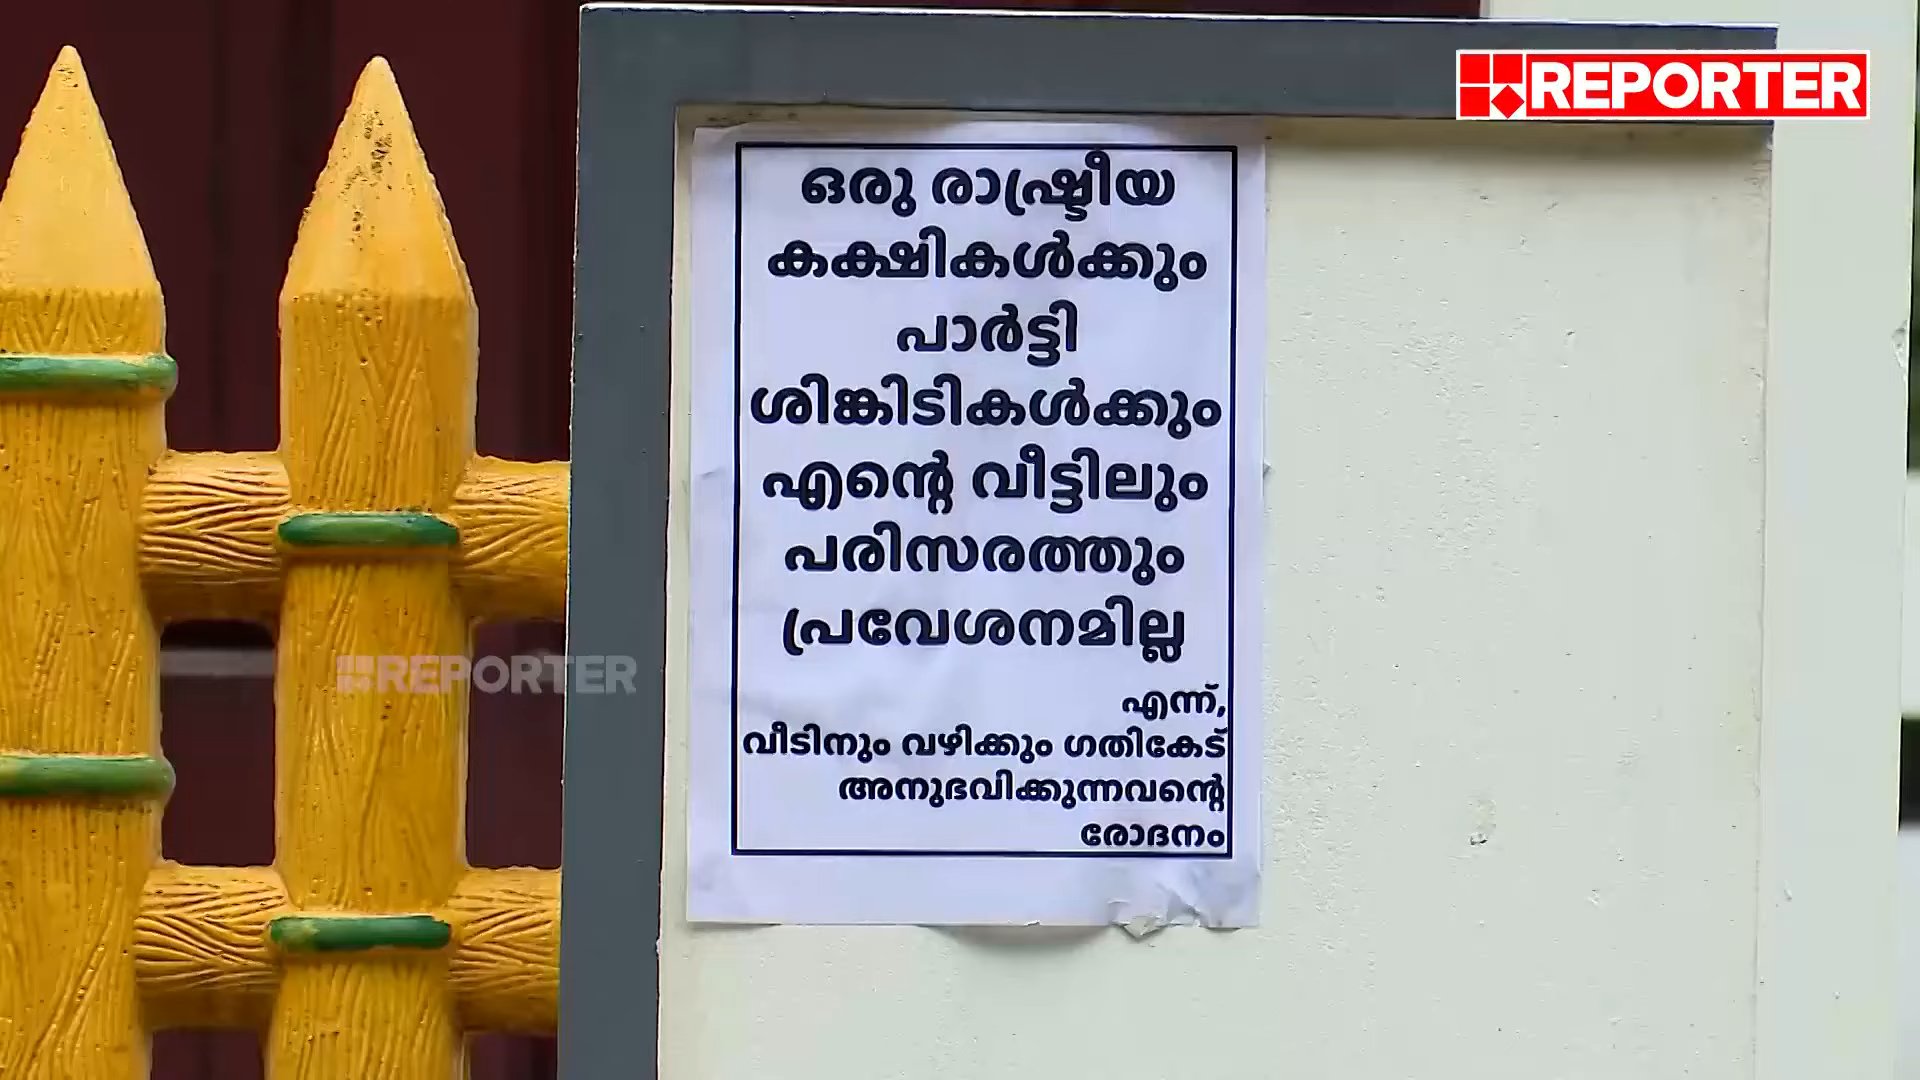 REPORTER
ഒരു രാഷ്ട്രീയ
കക്ഷികൾക്കും
പാർട്ടി
ശിങ്കിടികൾക്കും
എന്റെ വീട്ടിലും
പരിസരത്തും
പ്രവേശനമില്ല
എന്ന്,
വീടിനും വഴിക്കും ഗതികേട്
അനുഭവിക്കുന്നവന്റെ
രോദനം
REPORTER